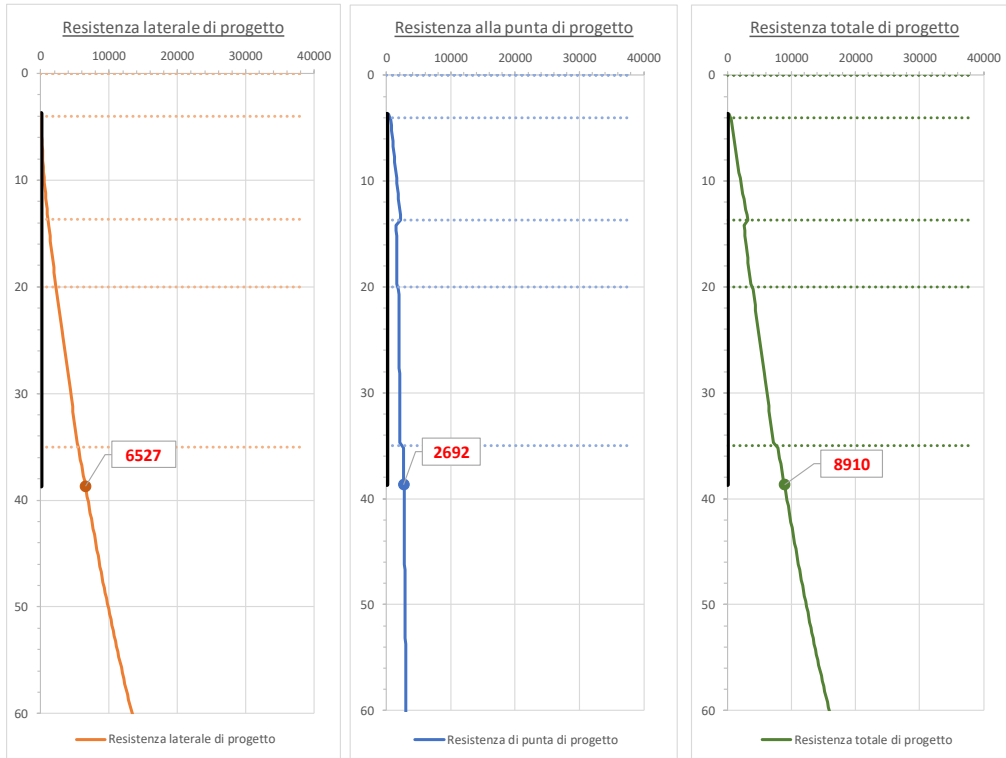 Resistenza laterale di progetto
0 10000 20000 30000 40000
0
10
20
30
40
50
60
6527
Resistenza laterale di progetto
Resistenza alla punta di progetto
0 10000 20000 30000 40000
0
10
20
30
40
50
60
2692
Resistenza di punta di progetto
Resistenza totale di progetto
0 10000 20000 30000 40000
0
10
20
30
40
50
60
8910
Resistenza totale di progetto